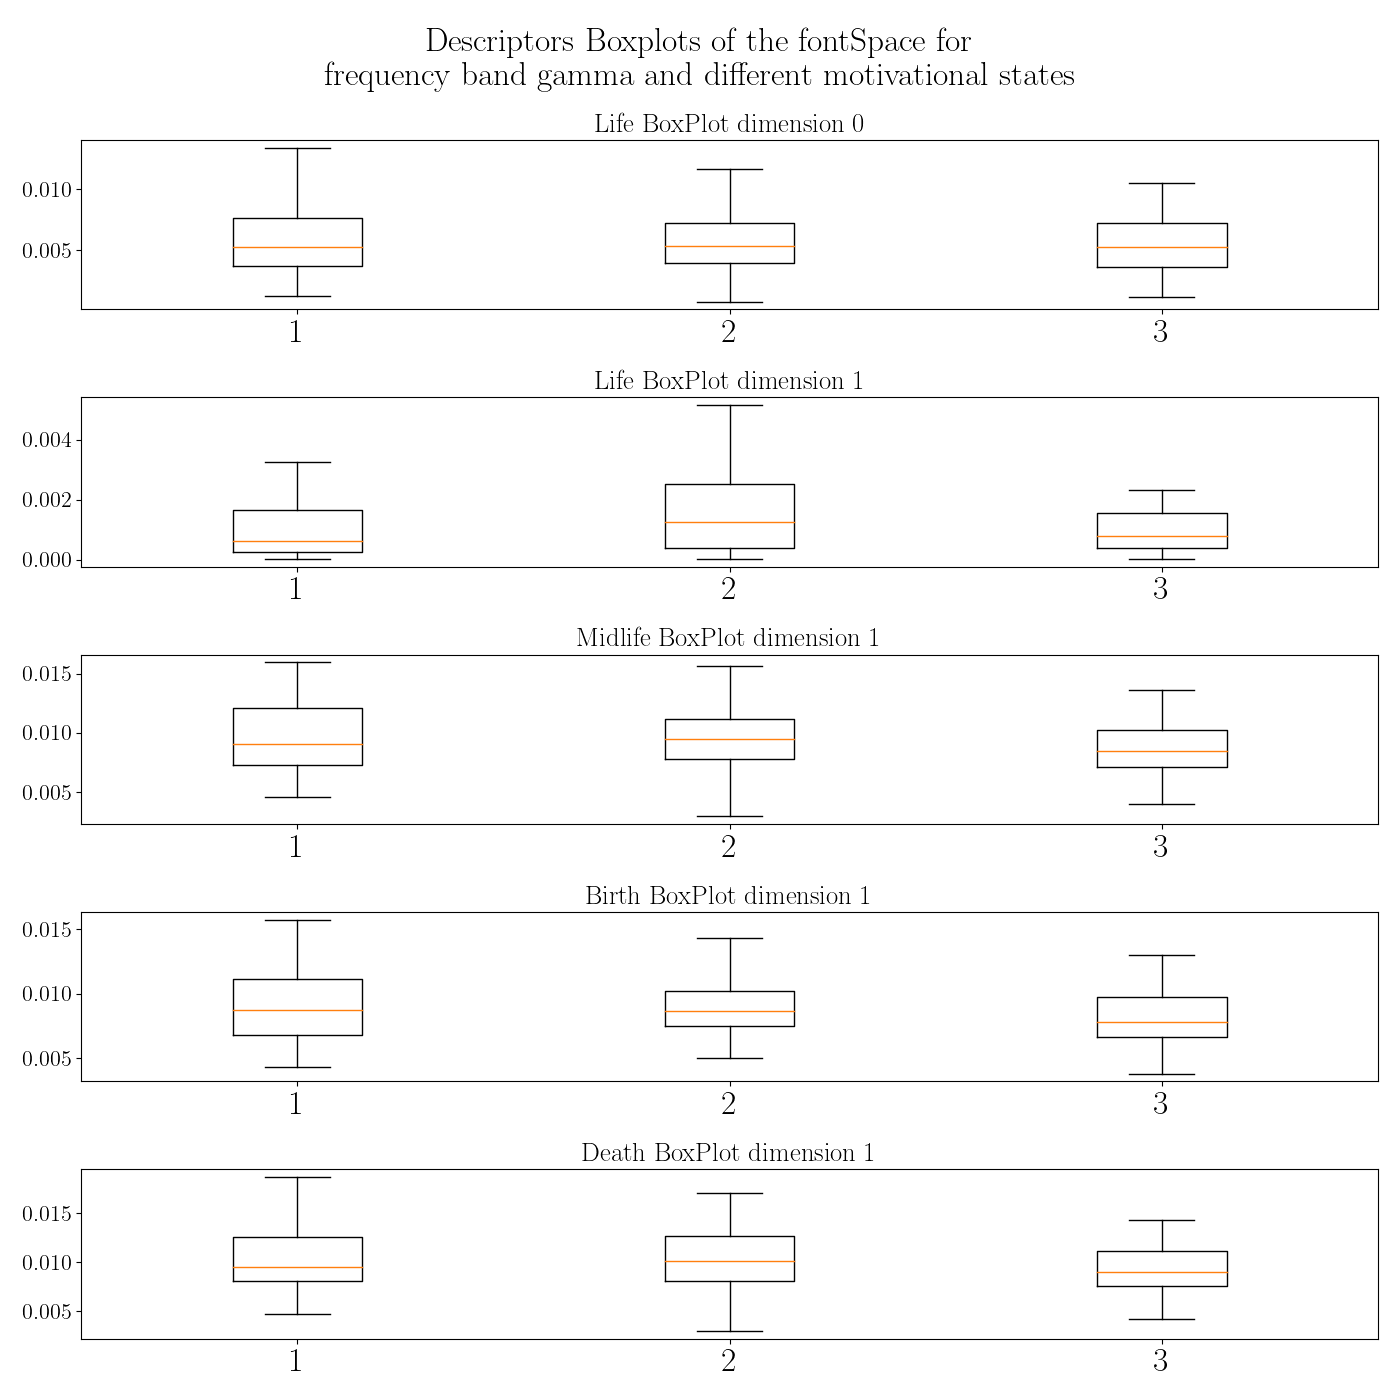 Descriptors Boxplots of the fontSpace for
frequency band gamma and different motivational states
Life BoxPlot dimension 0
0.010
0.005
1 2 3
Life BoxPlot dimension 1
0.004
0.002
0.000
1 2 3
Midlife BoxPlot dimension 1
0.015
0.010
0.005
1 2 3
Birth BoxPlot dimension 1
0.015
0.010
0.005
1 2 3
Death BoxPlot dimension 1
0.015
0.010
0.005
1 2 3